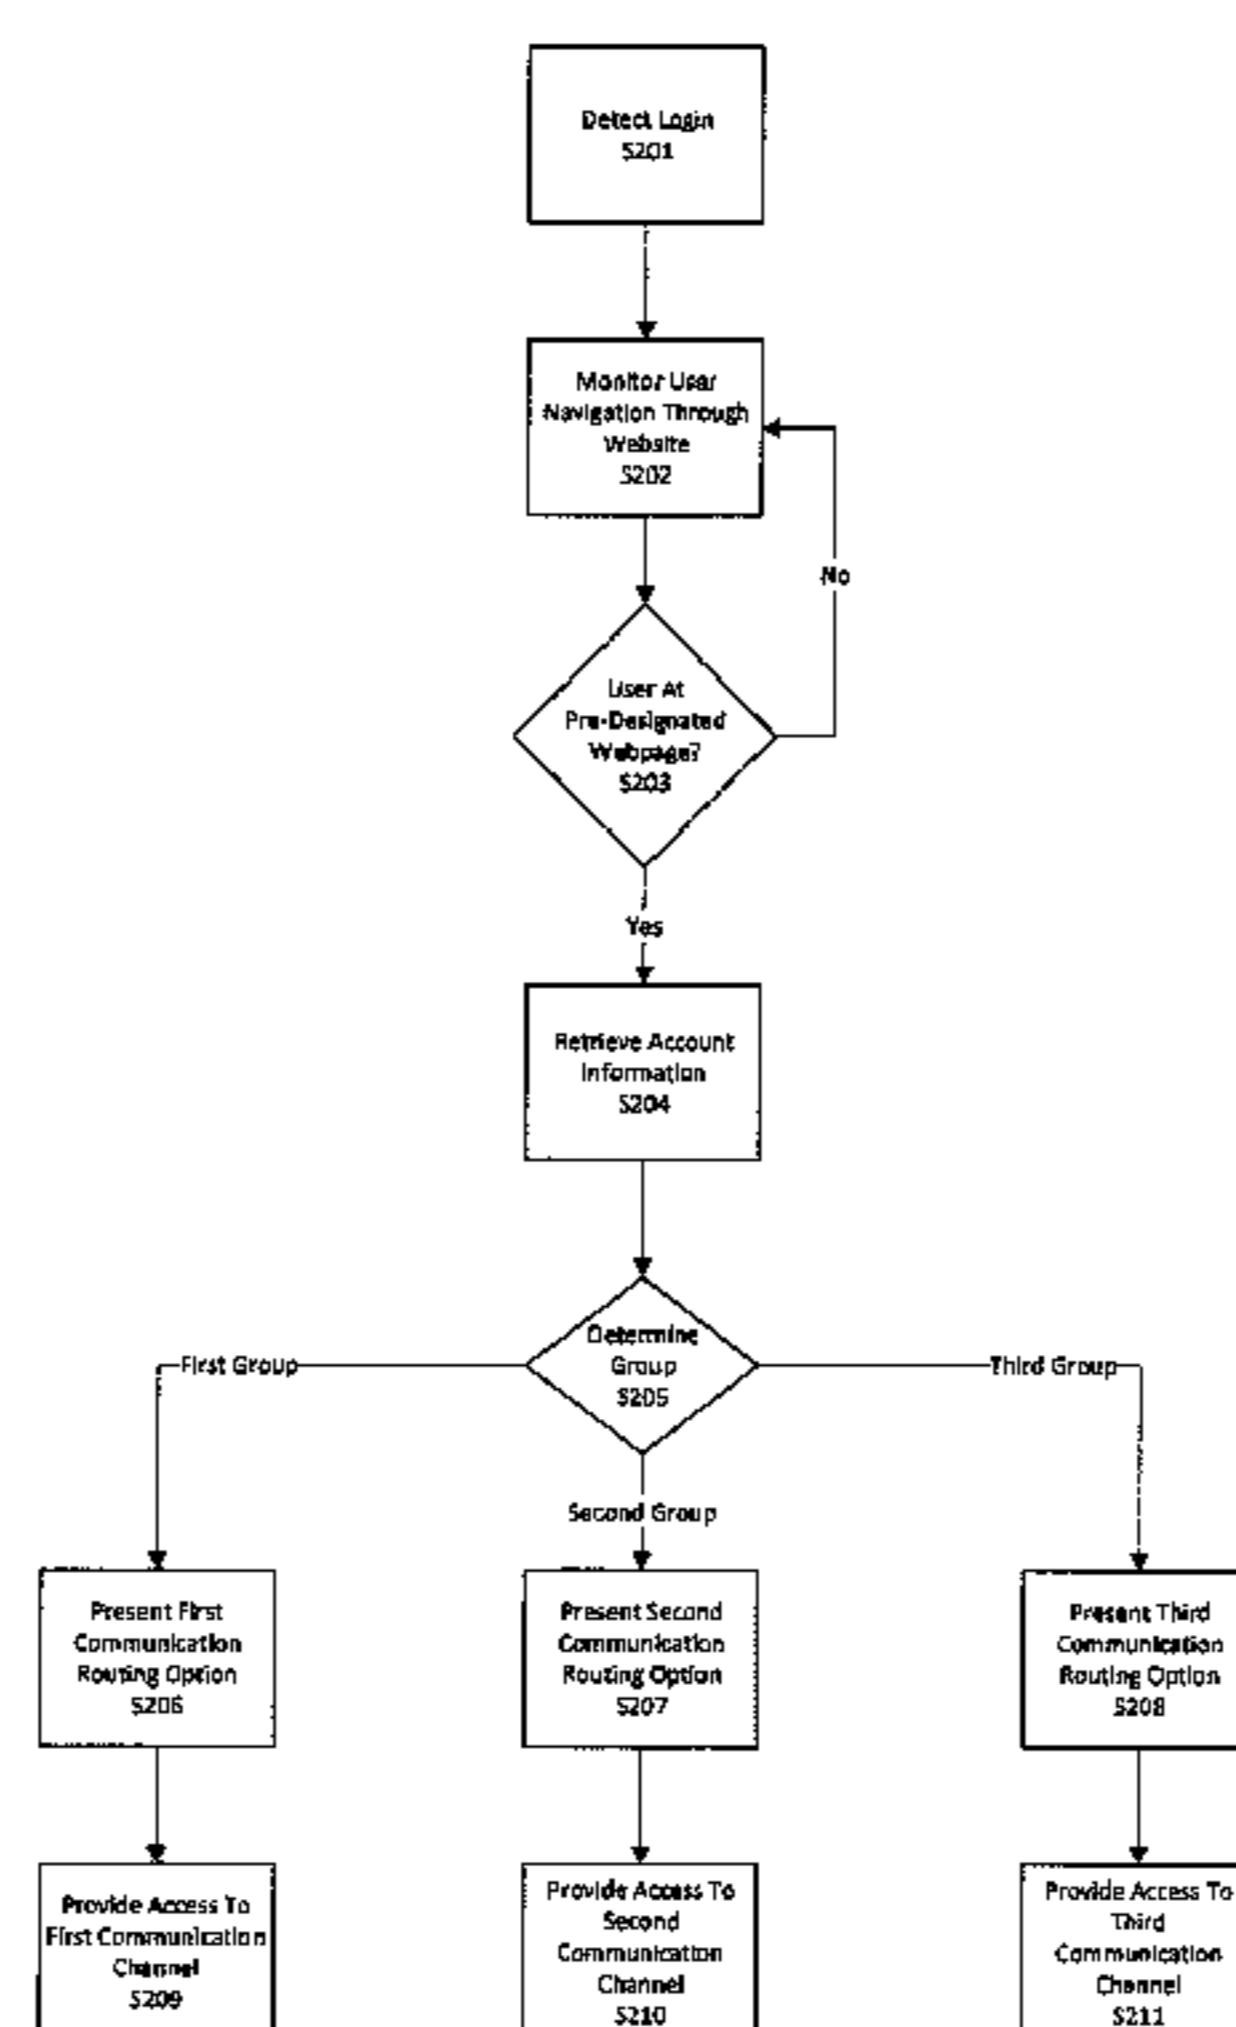 Detect Login
S201
Monitor User
Navigation Through
Website
S202
No
User At
Pre-Designated
Webpage?
S203
Yes
Retrieve Account
Information
S204
Determine
Group
S205
First Group
Third Group
Second Group
Present First
Communication
Routing Option
S206
Present Second
Communication
Routing Option
S207
Present Third
Communication
Routing Option
S208
Provide Access To
First Communication
Channel
S209
Provide Access To
Second
Communication
Channel
S210
Provide Access To
Third
Communication
Channel
S211